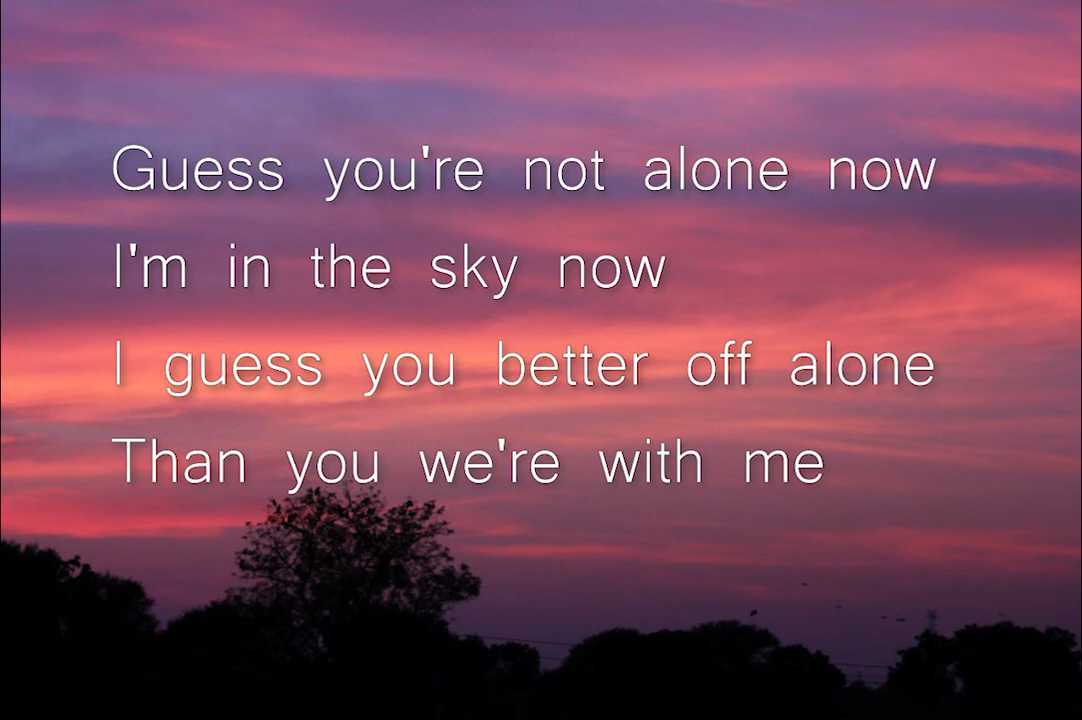 Guess you're not alone now
I'm in the sky now
I guess you better off alone
Than you we're with me